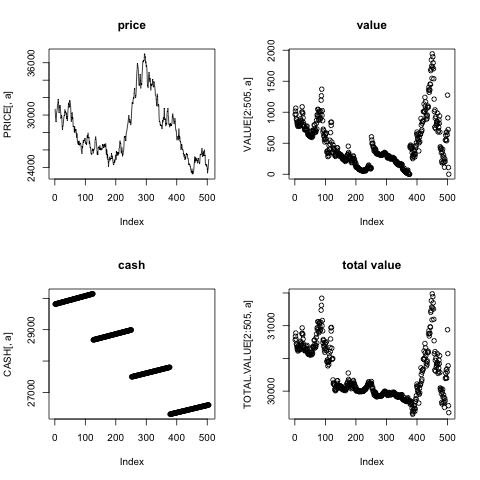 price
PRICE[, a]
24000 30000 36000
0 100 200 300 400 500
Index
value
VALUE[2:505, a]
0 500 1000 1500 2000
0 100 200 300 400 500
Index
cash
CASH[, a]
27000 29000
0 100 200 300 400 500
Index
total value
TOTAL.VALUE[2:505, a]
30000 31000
0 100 200 300 400 500
Index